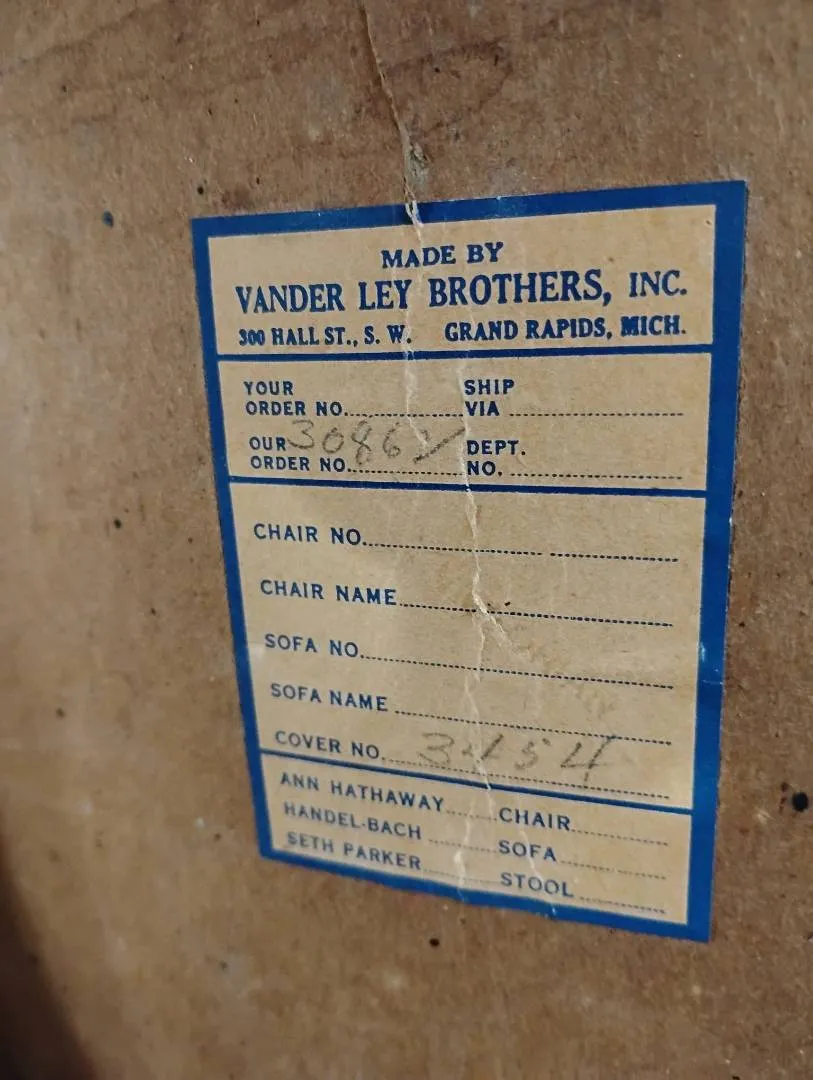 MADE BY
VANDER LEY BROTHERS, INC.
300 HALL ST., S. W. GRAND RAPIDS, MICH.
YOUR ORDER NO. SHIP VIA
OUR ORDER NO. 30862 DEPT. NO.
CHAIR NO.
CHAIR NAME
SOFA NO.
SOFA NAME
COVER NO. 3454
ANN HATHAWAY CHAIR
HANDEL-BACH SOFA
SETH PARKER STOOL